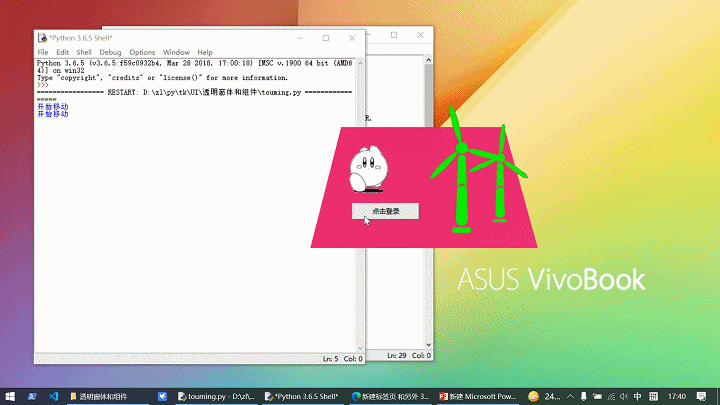 *Python 3.6.5 Shell*
File Edit Shell Debug Options Window Help
Python 3.6.5 (v3.6.5:f59c0932b4, Mar 28 2018, 17:00:18) [MSC v.1900 64 bit (AMD6
4)] on win32
Type "copyright", "credits" or "license()" for more information.
>>>
================= RESTART: D:\zl\py\tk\UI\透明窗体和组件\touming.py =============
=====
开始移动
开始移动
R,
点击登录
ASUS VivoBook
Ln: 5 Col: 0
Ln: 29 Col: 0
透明窗体和组件
touming.py - D:\zl\...
*Python 3.6.5 Shell*
新建标签页 和另外 3...
新建 Microsoft Pow...
24...
中
17:40